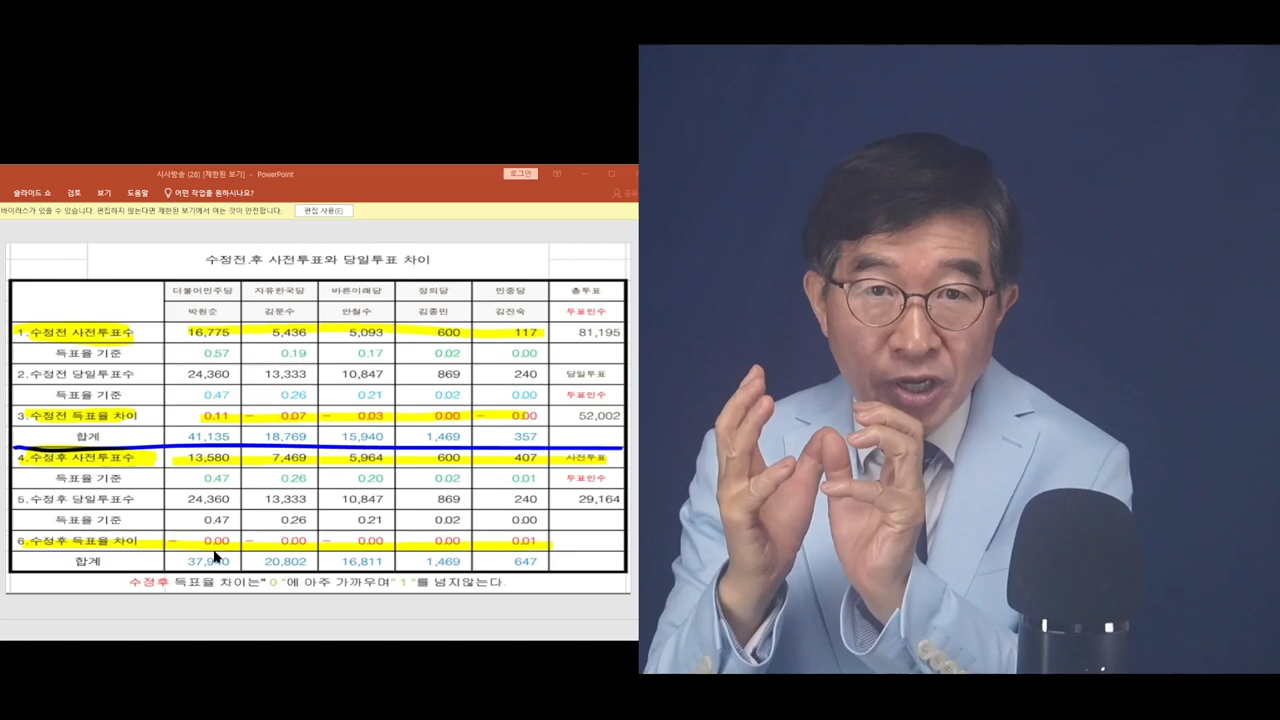 시사방송 (28) [제한된 보기] - PowerPoint 로그인
슬라이드 쇼 검토 보기 도움말 어떤 작업을 원하시나요? 공유
바이러스가 있을 수 있습니다. 편집하지 않는다면 제한된 보기에서 여는 것이 안전합니다. 편집 사용(E)
수정전.후 사전투표와 당일투표 차이
더불어민주당 자유한국당 바른미래당 정의당 민중당 총투표
박원순 김문수 안철수 김종민 김진숙 투표인수
1.수정전 사전투표수 16,775 5,436 5,093 600 117 81,195
득표율 기준 0.57 0.19 0.17 0.02 0.00
2.수정전 당일투표수 24,360 13,333 10,847 869 240 당일투표
득표율 기준 0.47 0.26 0.21 0.02 0.00 투표인수
3.수정전 득표율 차이 0.11 - 0.07 - 0.03 0.00 - 0.00 52,002
합계 41,135 18,769 15,940 1,469 357
4.수정후 사전투표수 13,580 7,469 5,964 600 407 사전투표
득표율 기준 0.47 0.26 0.20 0.02 0.01 투표인수
5.수정후 당일투표수 24,360 13,333 10,847 869 240 29,164
득표율 기준 0.47 0.26 0.21 0.02 0.00
6.수정후 득표율 차이 - 0.00 - 0.00 - 0.00 0.00 0.01
합계 37,940 20,802 16,811 1,469 647
수정후 득표율 차이는"0"에 아주 가까우며"1"를 넘지않는다.